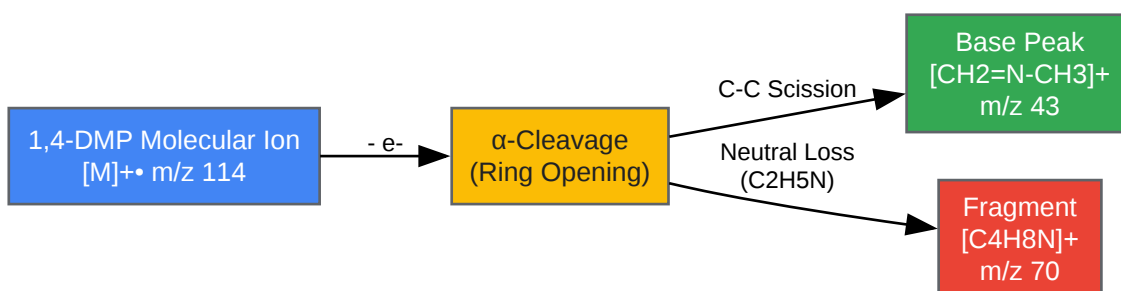 1,4-DMP Molecular Ion
[M]+• m/z 114
- e-
α-Cleavage
(Ring Opening)
C-C Scission
Base Peak
[CH2=N-CH3]+
m/z 43
Neutral Loss
(C2H5N)
Fragment
[C4H8N]+
m/z 70